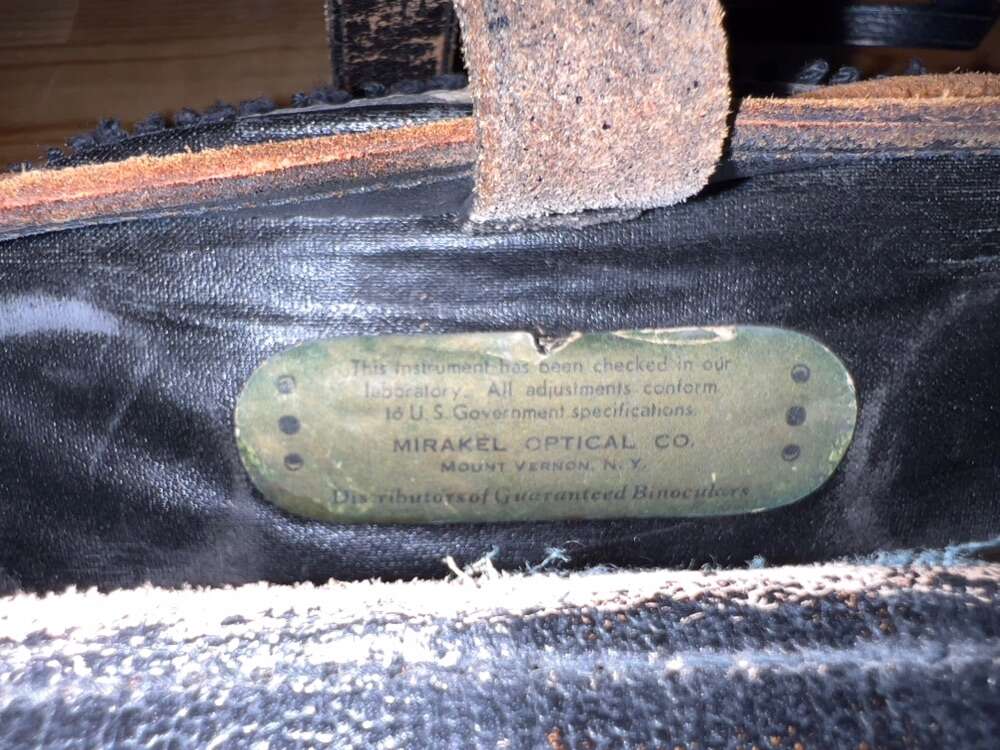 This instrument has been checked in our
laboratory. All adjustments conform
to U. S. Government specifications
MIRAKEL OPTICAL CO.
MOUNT VERNON, N. Y.
Distributors of Guaranteed Binoculars